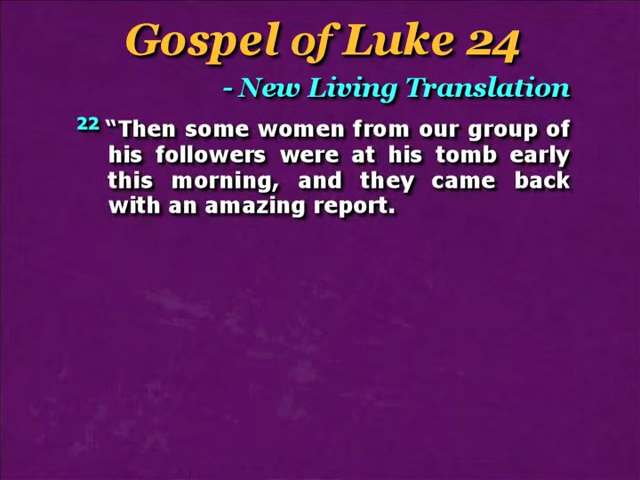 Gospel of Luke 24
- New Living Translation
22 “Then some women from our group of
his followers were at his tomb early
this morning, and they came back
with an amazing report.